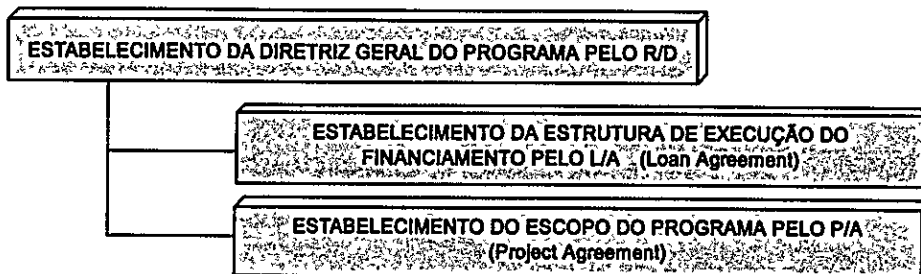 ESTABELECIMENTO DA DIRETRIZ GERAL DO PROGRAMA PELO R/D
ESTABELECIMENTO DA ESTRUTURA DE EXECUÇÃO DO
FINANCIAMENTO PELO L/A (Loan Agreement)
ESTABELECIMENTO DO ESCOPO DO PROGRAMA PELO P/A
(Project Agreement)